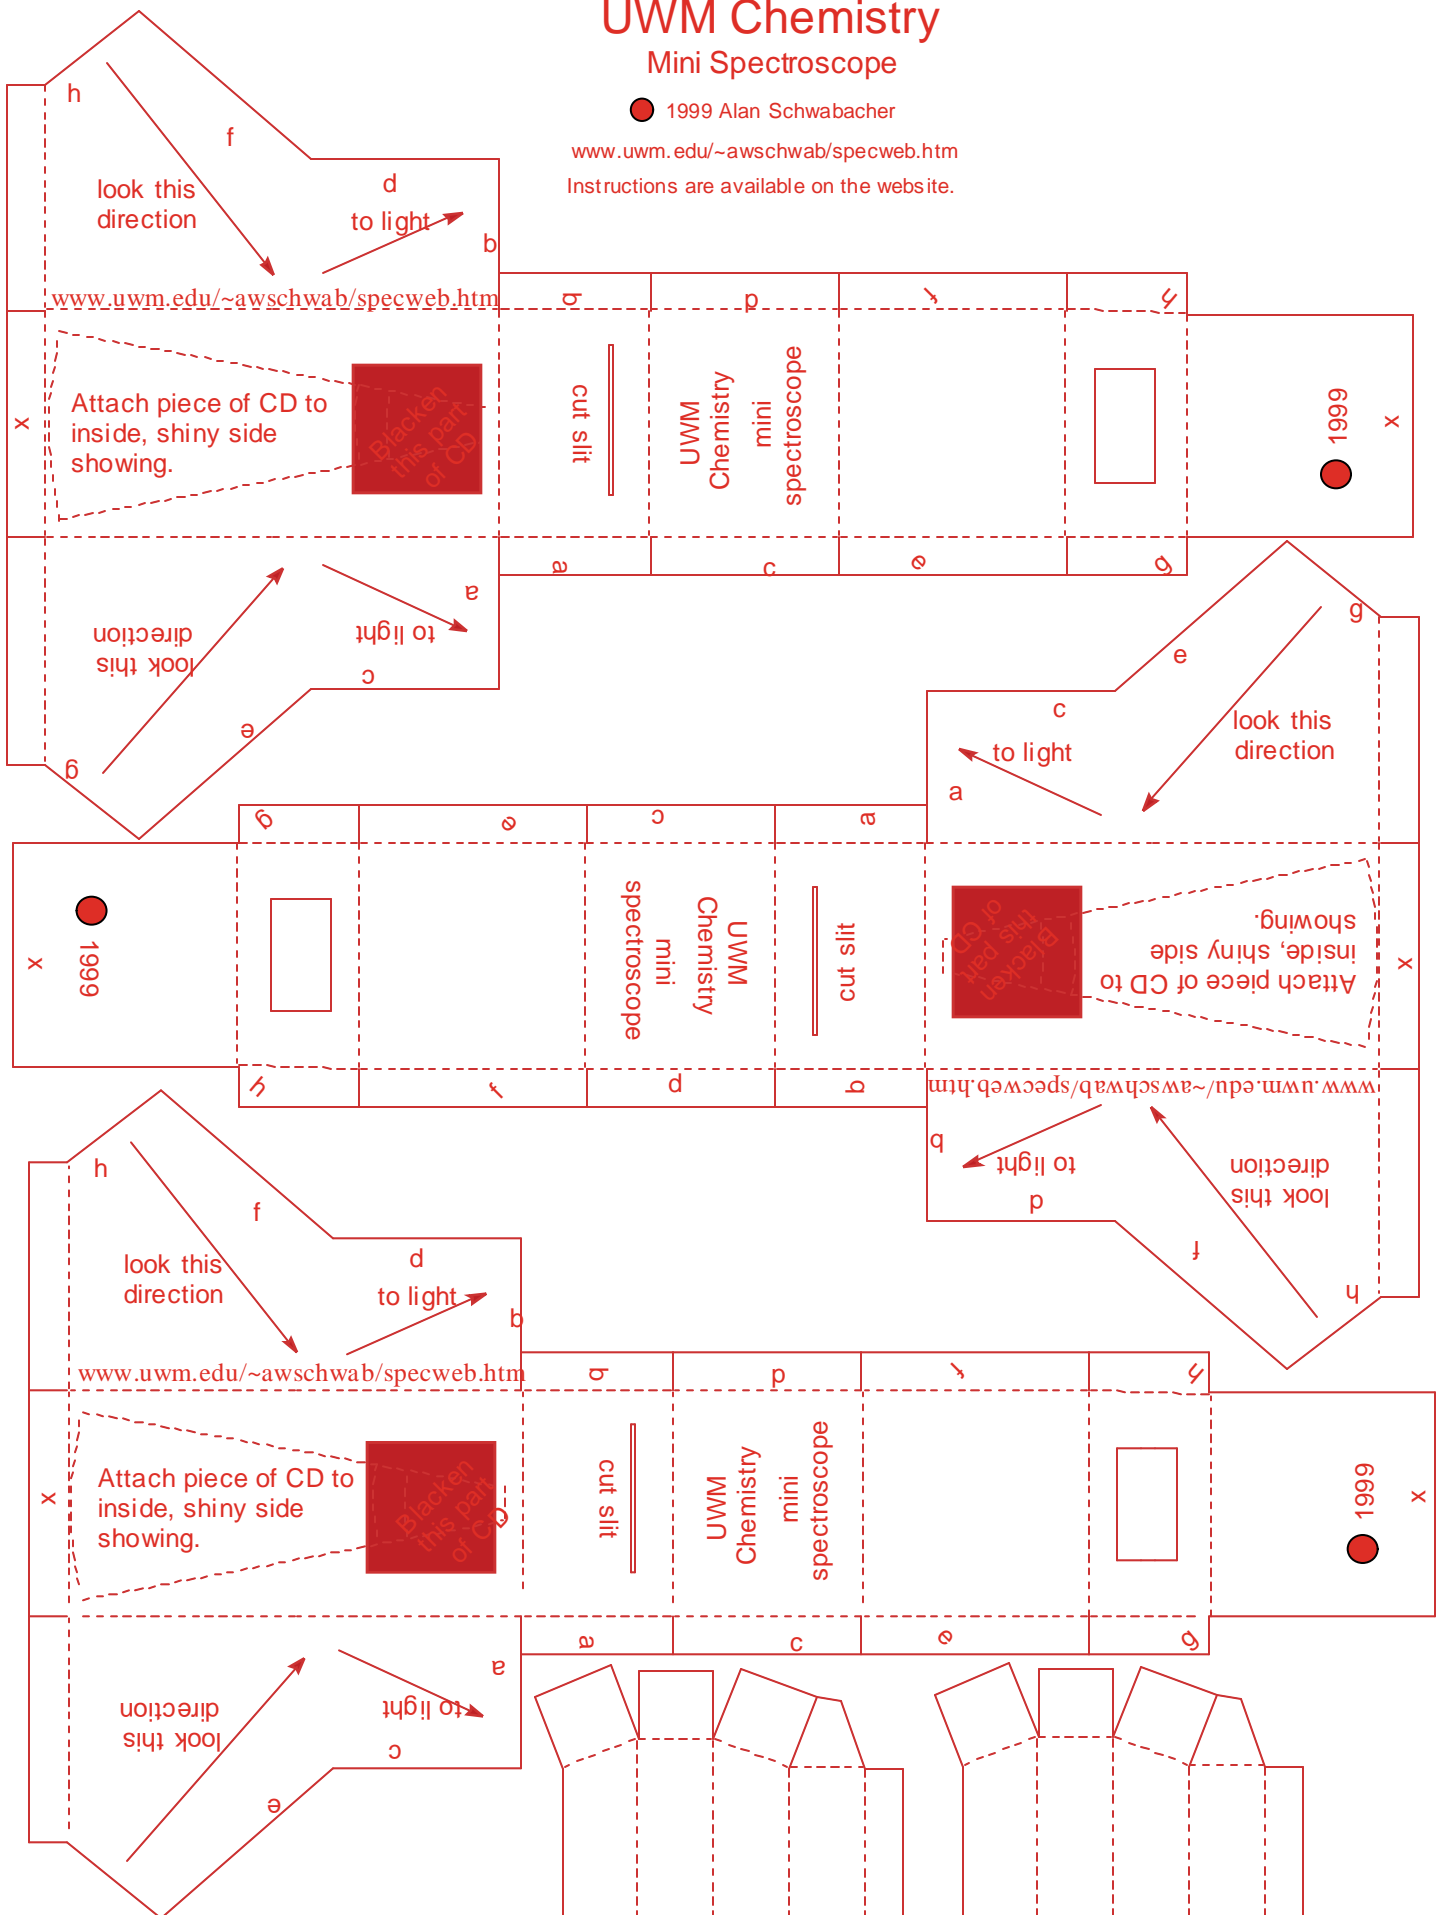 UWM Chemistry
Mini Spectroscope
1999 Alan Schwabacher
www.uwm.edu/~awschwab/specweb.htm
Instructions are available on the website.
h
f
look this
direction
d
to light
b
www.uwm.edu/~awschwab/specweb.htm
b
d
f
h
x
Attach piece of CD to
inside, shiny side
showing.
Blacken
this part
of CD
cut slit
UWM
Chemistry
mini
spectroscope
1999
x
a
c
e
g
look this
direction
to light
a
c
e
g
g
e
c
to light
a
look this
direction
g
e
c
a
x
1999
spectroscope
mini
Chemistry
UWM
cut slit
Blacken
this part
of CD
Attach piece of CD to
inside, shiny side
showing.
x
h
f
d
b
www.uwm.edu/~awschwab/specweb.htm
b
to light
d
look this
direction
f
h
h
f
look this
direction
d
to light
b
www.uwm.edu/~awschwab/specweb.htm
b
d
f
h
x
Attach piece of CD to
inside, shiny side
showing.
Blacken
this part
of CD
cut slit
UWM
Chemistry
mini
spectroscope
1999
x
a
c
e
g
look this
direction
to light
a
c
e